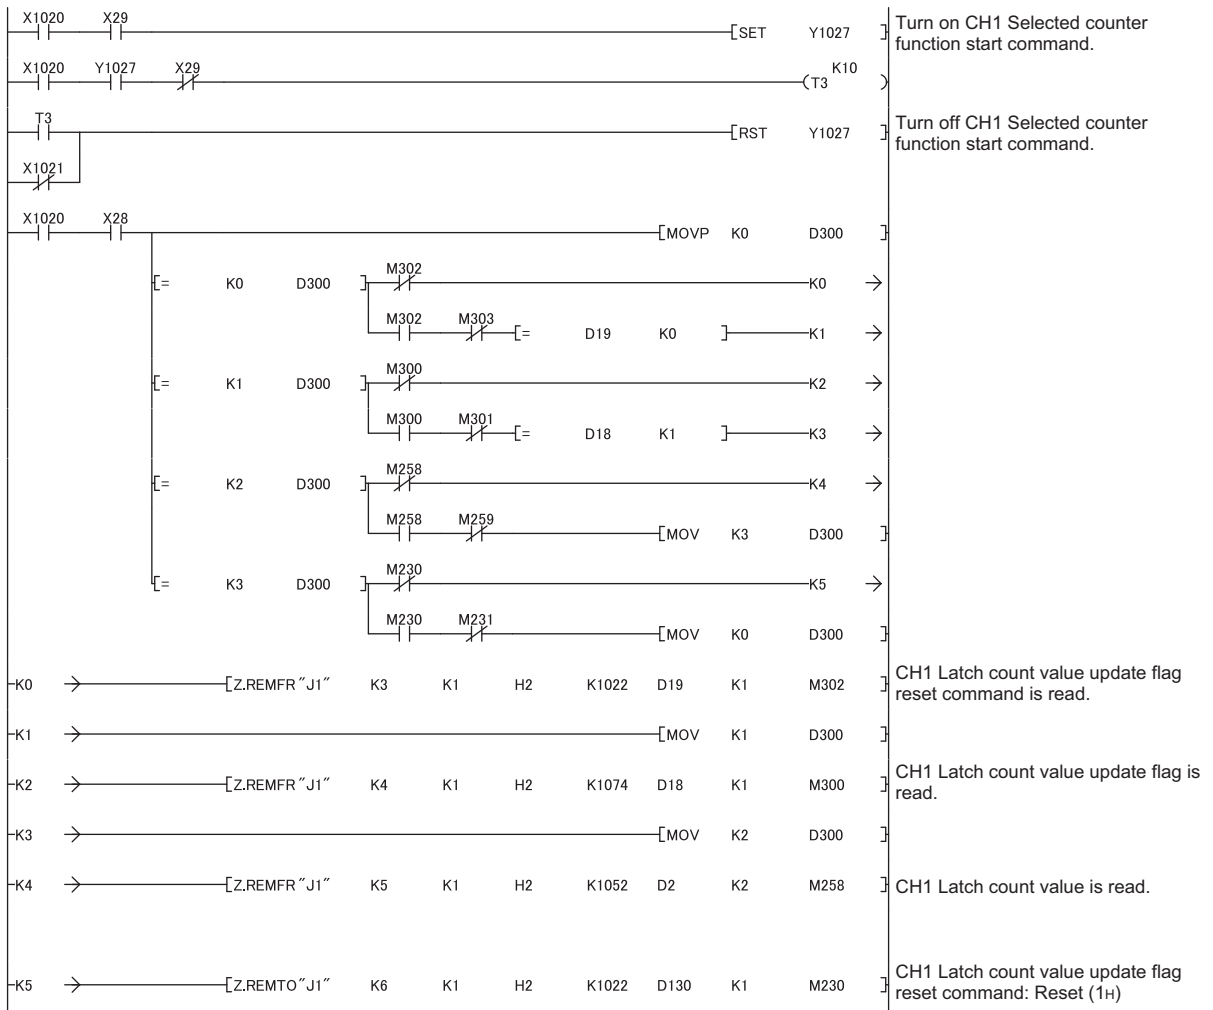 X1020 X29
[SET Y1027 ]
Turn on CH1 Selected counter
function start command.
X1020 Y1027 X29 K10
(T3 )
T3
[RST Y1027 ]
Turn off CH1 Selected counter
function start command.
X1021
X1020 X28
[MOVP K0 D300 ]
[= K0 D300 ] M302 K0
M302 M303 [= D19 K0 ] K1
[= K1 D300 ] M300 K2
M300 M301 [= D18 K1 ] K3
[= K2 D300 ] M258 K4
M258 M259 [MOV K3 D300 ]
[= K3 D300 ] M230 K5
M230 M231 [MOV K0 D300 ]
K0 [Z.REMFR "J1" K3 K1 H2 K1022 D19 K1 M302 ]
CH1 Latch count value update flag
reset command is read.
K1 [MOV K1 D300 ]
K2 [Z.REMFR "J1" K4 K1 H2 K1074 D18 K1 M300 ]
CH1 Latch count value update flag is
read.
K3 [MOV K2 D300 ]
K4 [Z.REMFR "J1" K5 K1 H2 K1052 D2 K2 M258 ]
CH1 Latch count value is read.
K5 [Z.REMTO "J1" K6 K1 H2 K1022 D130 K1 M230 ]
CH1 Latch count value update flag
reset command: Reset (1H)